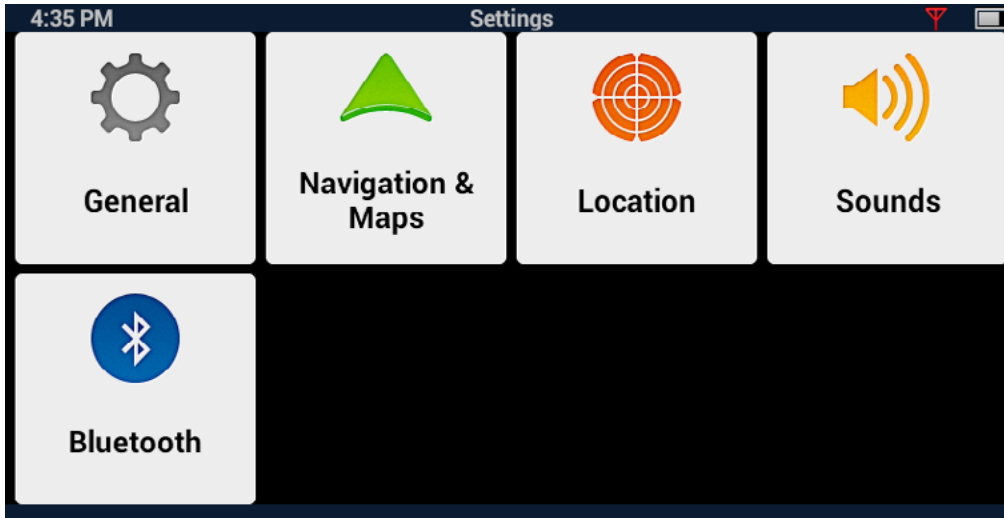 4:35 PM
Settings
General
Navigation &
Maps
Location
Sounds
Bluetooth